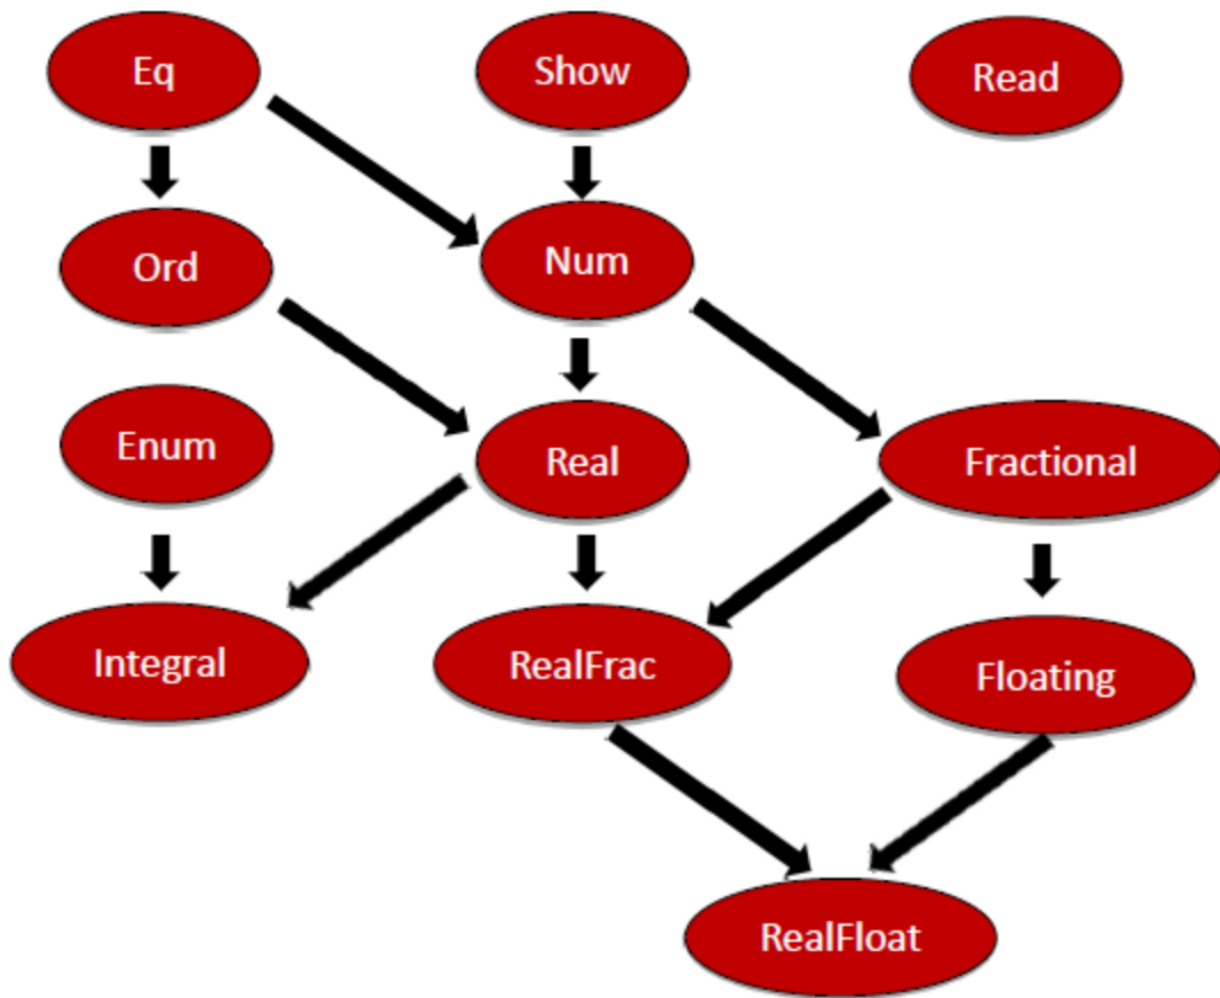 Eq
Show
Read
Ord
Num
Enum
Real
Fractional
Integral
RealFrac
Floating
RealFloat